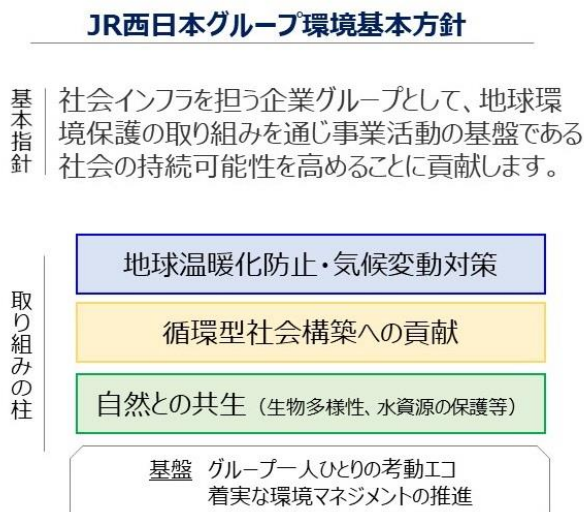 JR西日本グループ環境基本方針
基本指針
社会インフラを担う企業グループとして、地球環
境保護の取り組みを通じ事業活動の基盤である
社会の持続可能性を高めることに貢献します。
取り組みの柱
地球温暖化防止・気候変動対策
循環型社会構築への貢献
自然との共生（生物多様性、水資源の保護等）
基盤 グループ一人ひとりの考動エコ
着実な環境マネジメントの推進